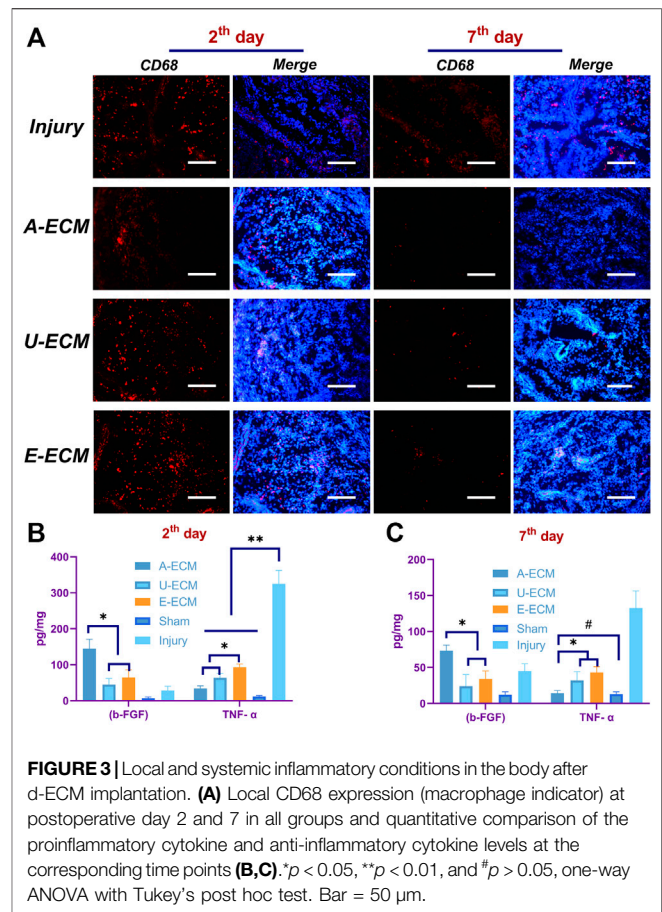 A
2th day
7th day
CD68
Merge
CD68
Merge
Injury
A-ECM
U-ECM
E-ECM
B
2th day
400
300
200
100
0
pg/mg
A-ECM
U-ECM
E-ECM
Sham
Injury
*
*
**
(b-FGF)
TNF- α
C
7th day
200
150
100
50
0
pg/mg
A-ECM
U-ECM
E-ECM
Sham
Injury
*
*
#
(b-FGF)
TNF- α
FIGURE 3 | Local and systemic inflammatory conditions in the body after
d-ECM implantation. (A) Local CD68 expression (macrophage indicator) at
postoperative day 2 and 7 in all groups and quantitative comparison of the
proinflammatory cytokine and anti-inflammatory cytokine levels at the
corresponding time points (B,C).*p < 0.05, **p < 0.01, and #p > 0.05, one-way
ANOVA with Tukey's post hoc test. Bar = 50 µm.